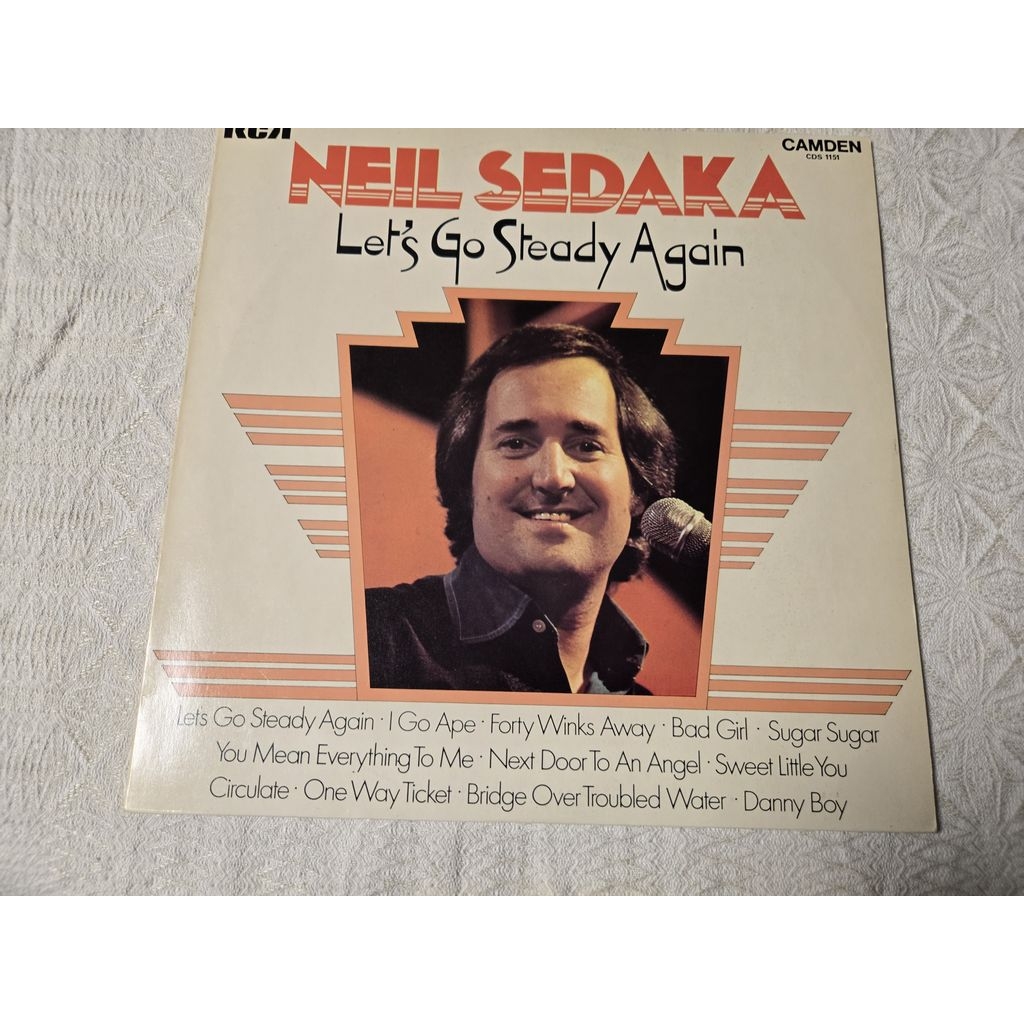 RCA
CAMDEN
CDS 1151
NEIL SEDAKA
Let's Go Steady Again
Let's Go Steady Again · I Go Ape · Forty Winks Away · Bad Girl · Sugar Sugar
You Mean Everything To Me · Next Door To An Angel · Sweet Little You
Circulate · One Way Ticket · Bridge Over Troubled Water · Danny Boy